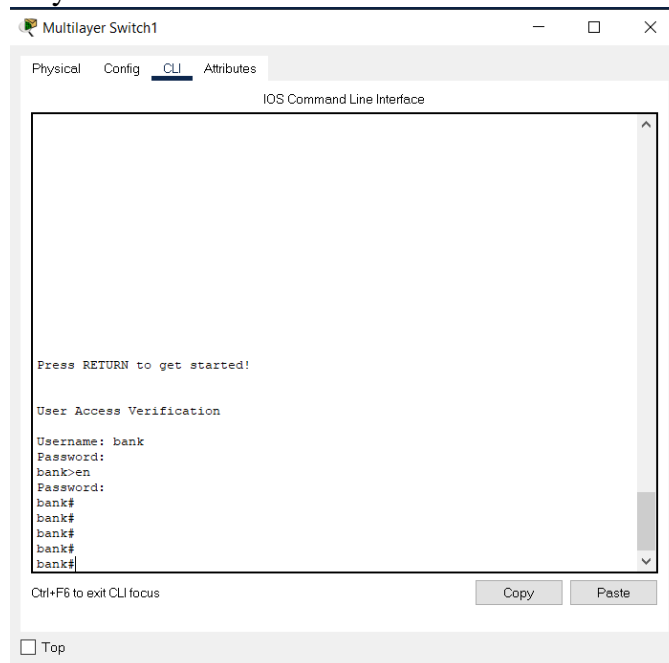 Multilayer Switch1
Physical Config CLI Attributes
IOS Command Line Interface
Press RETURN to get started!
User Access Verification
Username: bank
Password:
bank>en
Password:
bank#
bank#
bank#
bank#
bank#
Ctrl+F6 to exit CLI focus
Copy Paste
Top